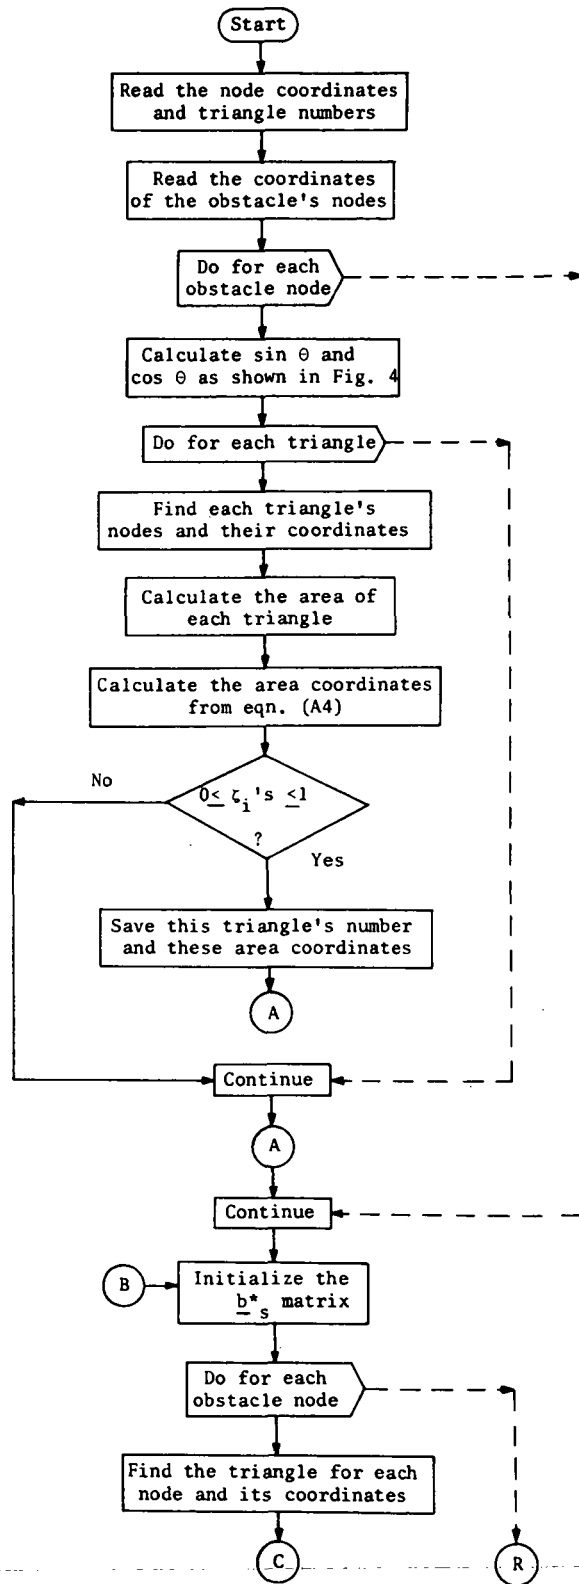 Start
Read the node coordinates
and triangle numbers
Read the coordinates
of the obstacle's nodes
Do for each
obstacle node
Calculate sin θ and
cos θ as shown in Fig. 4
Do for each triangle
Find each triangle's
nodes and their coordinates
Calculate the area of
each triangle
Calculate the area coordinates
from eqn. (A4)
No
0≤ ζi's ≤1
?
Yes
Save this triangle's number
and these area coordinates
A
Continue
A
Continue
B
Initialize the
b*s matrix
Do for each
obstacle node
Find the triangle for each
node and its coordinates
C
R